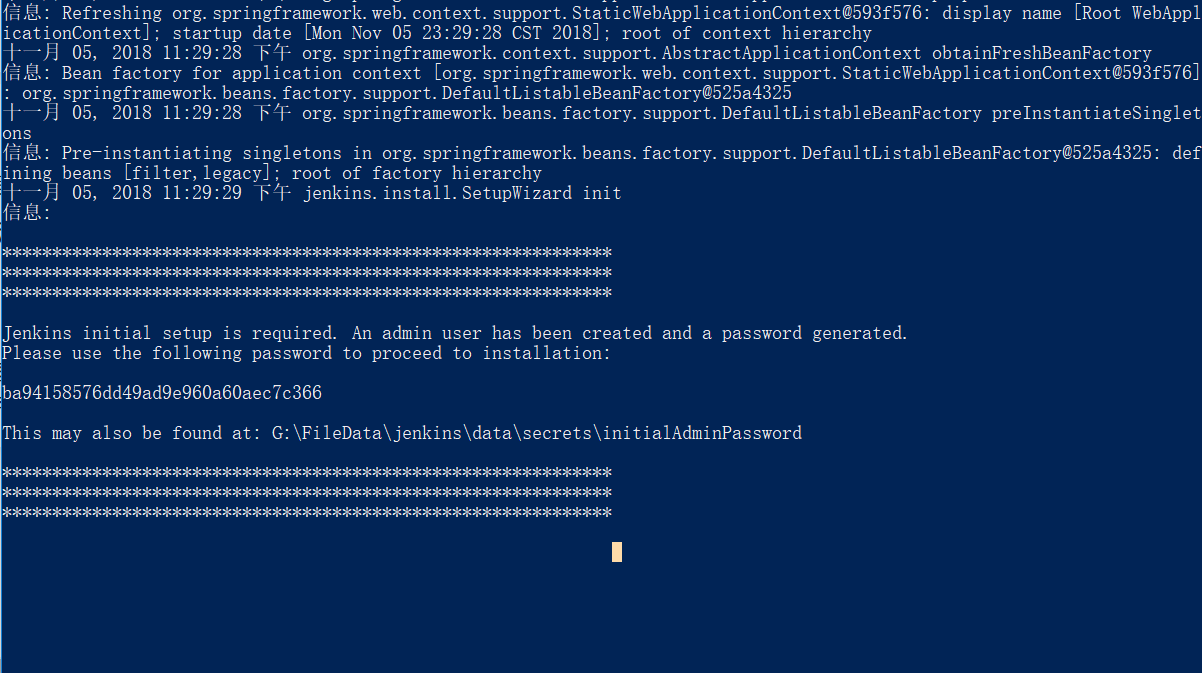 信息: Refreshing org.springframework.web.context.support.StaticWebApplicationContext@593f576: display name [Root WebAppl
icationContext]; startup date [Mon Nov 05 23:29:28 CST 2018]; root of context hierarchy
十一月 05, 2018 11:29:28 下午 org.springframework.context.support.AbstractApplicationContext obtainFreshBeanFactory
信息: Bean factory for application context [org.springframework.web.context.support.StaticWebApplicationContext@593f576]
: org.springframework.beans.factory.support.DefaultListableBeanFactory@525a4325
十一月 05, 2018 11:29:28 下午 org.springframework.beans.factory.support.DefaultListableBeanFactory preInstantiateSinglet
ons
信息: Pre-instantiating singletons in org.springframework.beans.factory.support.DefaultListableBeanFactory@525a4325: def
ining beans [filter,legacy]; root of factory hierarchy
十一月 05, 2018 11:29:29 下午 jenkins.install.SetupWizard init
信息:
*************************************************************
*************************************************************
*************************************************************
Jenkins initial setup is required. An admin user has been created and a password generated.
Please use the following password to proceed to installation:
ba94158576dd49ad9e960a60aec7c366
This may also be found at: G:\FileData\jenkins\data\secrets\initialAdminPassword
*************************************************************
*************************************************************
*************************************************************